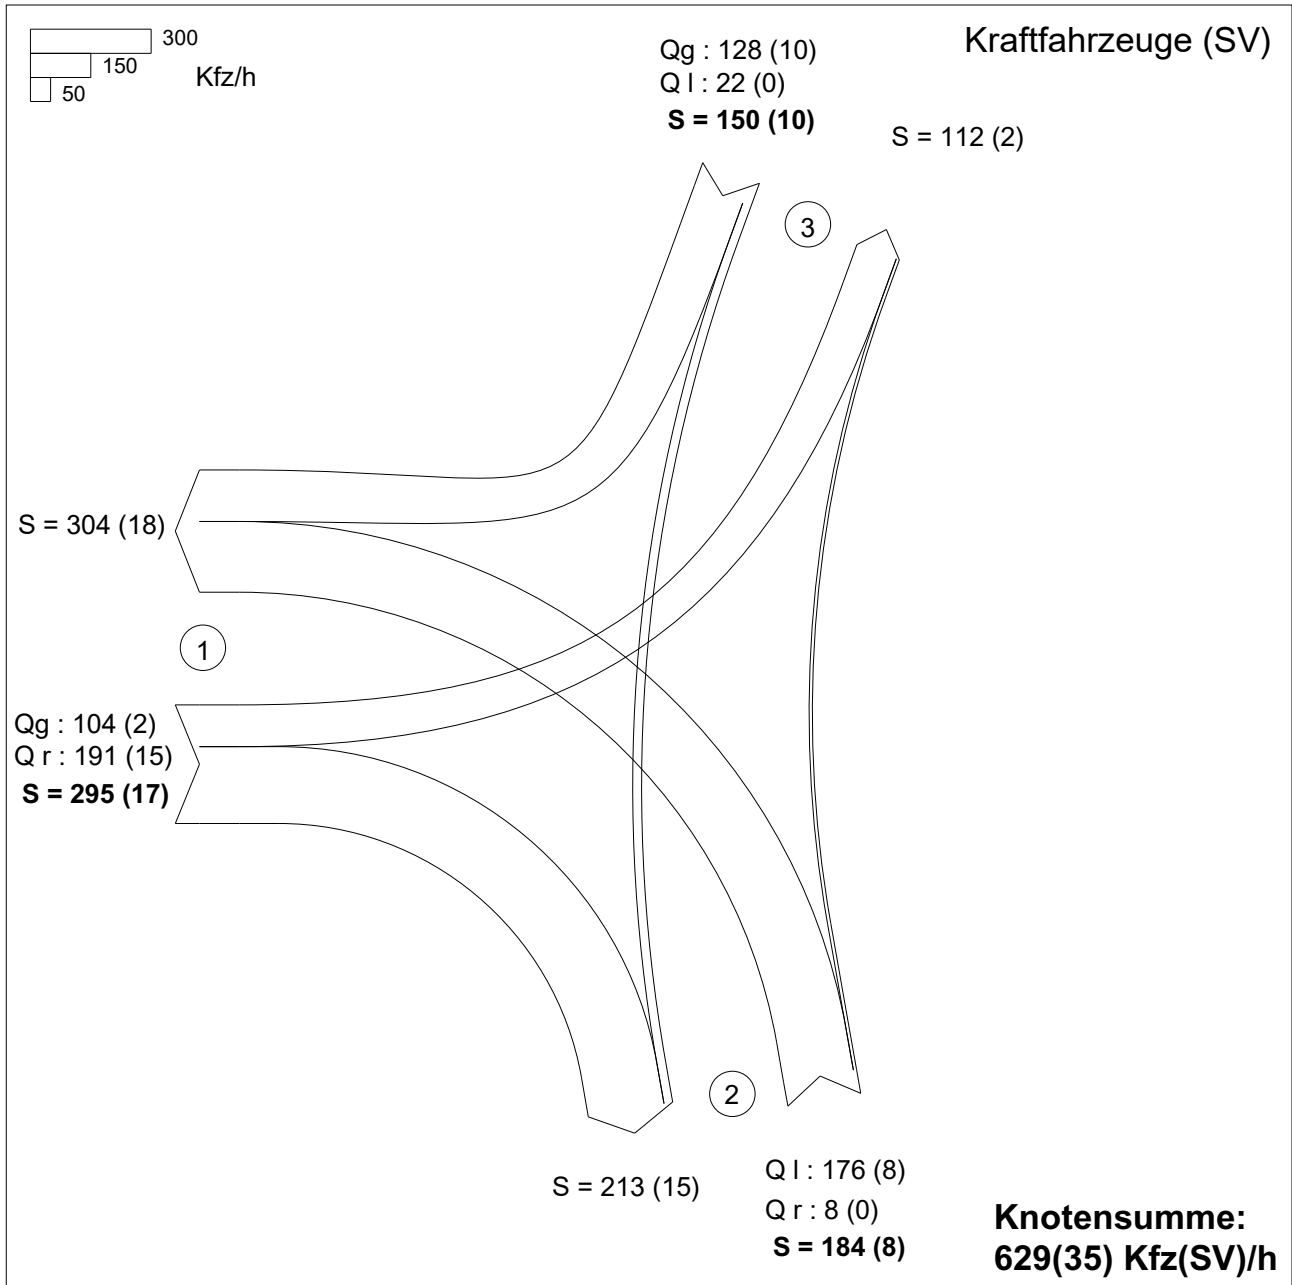 300
150
50
Kfz/h
Kraftfahrzeuge (SV)
Qg : 128 (10)
Q l : 22 (0)
S = 150 (10)
S = 112 (2)
3
S = 304 (18)
1
Qg : 104 (2)
Q r : 191 (15)
S = 295 (17)
2
S = 213 (15)
Q l : 176 (8)
Q r : 8 (0)
S = 184 (8)
Knotensumme:
629(35) Kfz(SV)/h